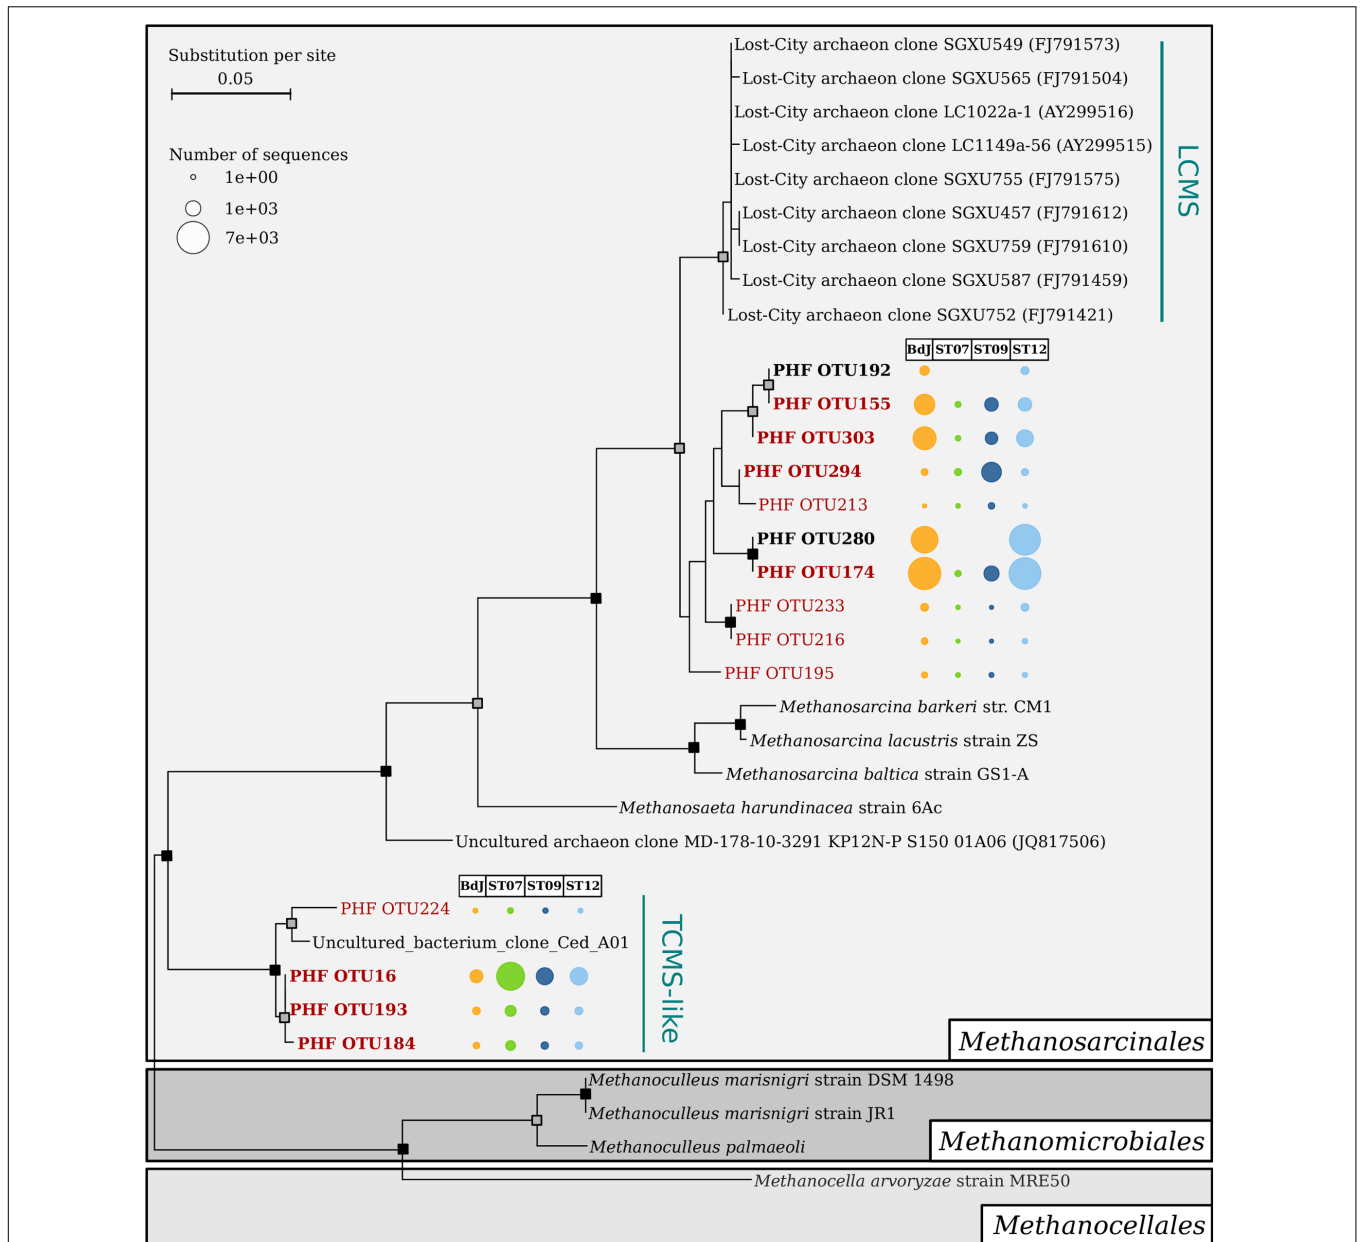 Substitution per site
0.05
Number of sequences
1e+00
1e+03
7e+03
Lost-City archaeon clone SGXU549 (FJ791573)
Lost-City archaeon clone SGXU565 (FJ791504)
Lost-City archaeon clone LC1022a-1 (AY299516)
Lost-City archaeon clone LC1149a-56 (AY299515)
Lost-City archaeon clone SGXU755 (FJ791575)
Lost-City archaeon clone SGXU457 (FJ791612)
Lost-City archaeon clone SGXU759 (FJ791610)
Lost-City archaeon clone SGXU587 (FJ791459)
Lost-City archaeon clone SGXU752 (FJ791421)
LCMS
BdJ ST07 ST09 ST12
PHF OTU192
PHF OTU155
PHF OTU303
PHF OTU294
PHF OTU213
PHF OTU280
PHF OTU174
PHF OTU233
PHF OTU216
PHF OTU195
Methanosarcina barkeri str. CM1
Methanosarcina lacustris strain ZS
Methanosarcina baltica strain GS1-A
Methanosaeta harundinacea strain 6Ac
Uncultured archaeon clone MD-178-10-3291 KP12N-P S150 01A06 (JQ817506)
BdJ ST07 ST09 ST12
PHF OTU224
Uncultured_bacterium_clone_Ced_A01
PHF OTU16
PHF OTU193
PHF OTU184
TCMS-like
Methanosarcinales
Methanoculleus marisnigri strain DSM 1498
Methanoculleus marisnigri strain JR1
Methanoculleus palmaeoli
Methanomicrobiales
Methanocella arvoryzae strain MRE50
Methanocellales